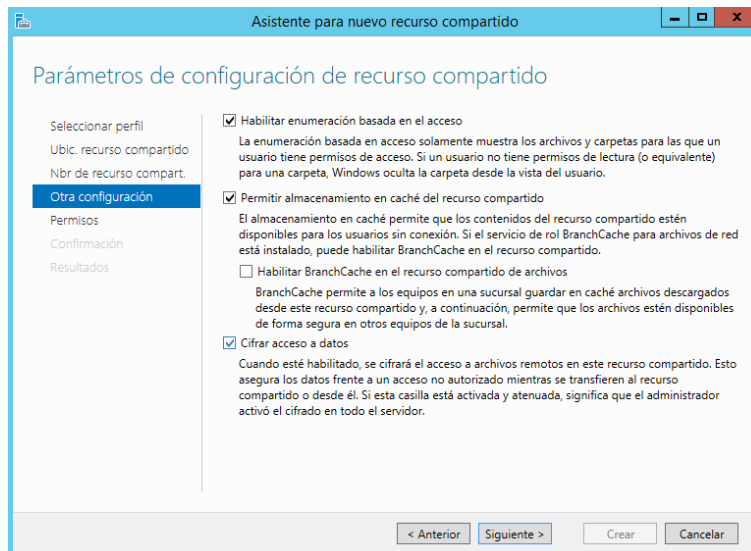 Asistente para nuevo recurso compartido
Parámetros de configuración de recurso compartido
Seleccionar perfil
Ubic. recurso compartido
Nbr de recurso compart.
Otra configuración
Permisos
Confirmación
Resultados
Habilitar enumeración basada en el acceso
La enumeración basada en acceso solamente muestra los archivos y carpetas para las que un
usuario tiene permisos de acceso. Si un usuario no tiene permisos de lectura (o equivalente)
para una carpeta, Windows oculta la carpeta desde la vista del usuario.
Permitir almacenamiento en caché del recurso compartido
El almacenamiento en caché permite que los contenidos del recurso compartido estén
disponibles para los usuarios sin conexión. Si el servicio de rol BranchCache para archivos de red
está instalado, puede habilitar BranchCache en el recurso compartido.
Habilitar BranchCache en el recurso compartido de archivos
BranchCache permite a los equipos en una sucursal guardar en caché archivos descargados
desde este recurso compartido y, a continuación, permite que los archivos estén disponibles
de forma segura en otros equipos de la sucursal.
Cifrar acceso a datos
Cuando esté habilitado, se cifrará el acceso a archivos remotos en este recurso compartido. Esto
asegura los datos frente a un acceso no autorizado mientras se transfieren al recurso
compartido o desde él. Si esta casilla está activada y atenuada, significa que el administrador
activó el cifrado en todo el servidor.
< Anterior
Siguiente >
Crear
Cancelar